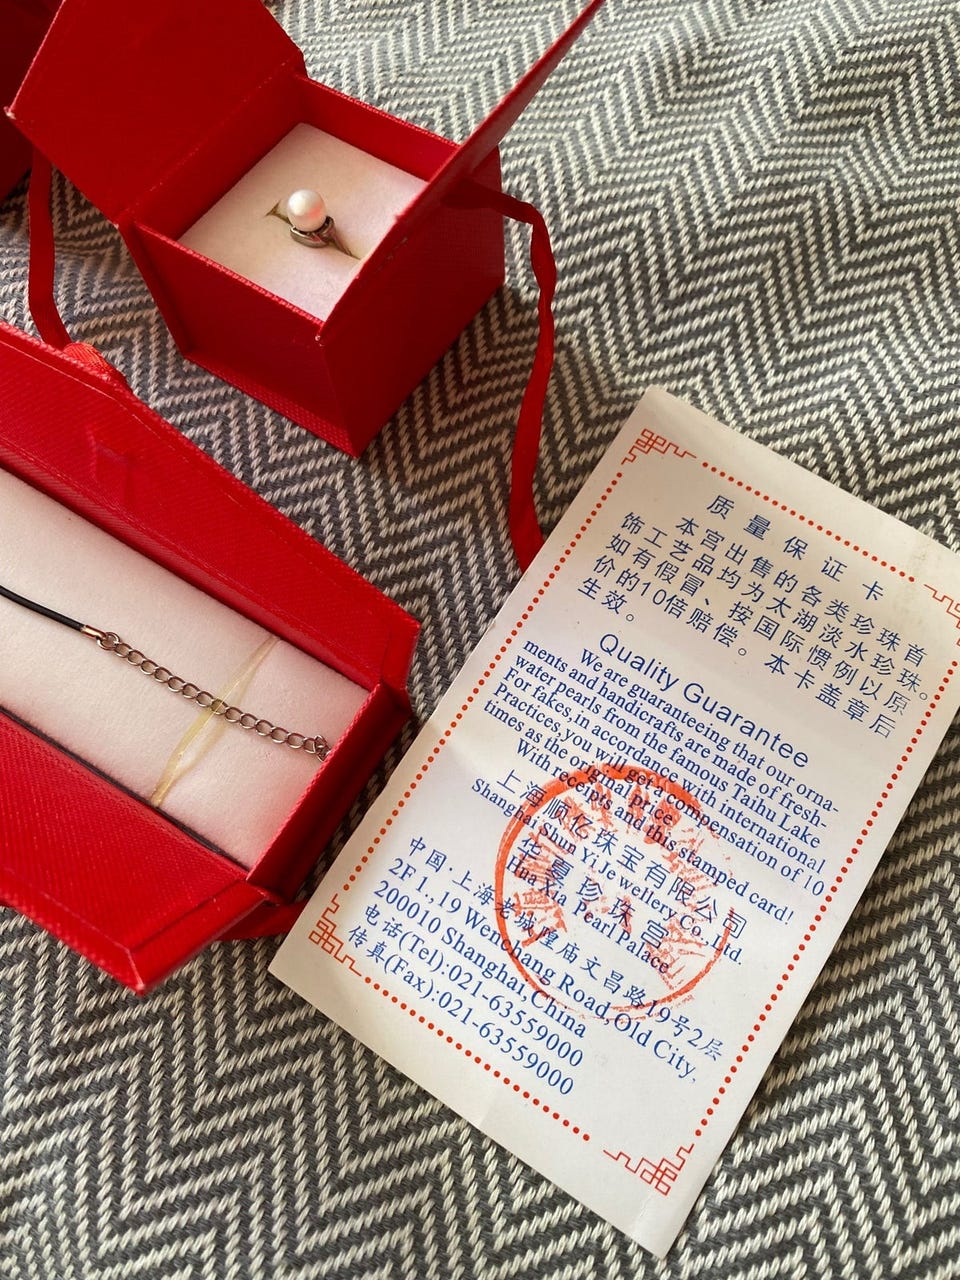 质量保证卡
本宫出售的各类珍珠首
饰工艺品均为太湖淡水珍珠。
如有假冒、按国际惯例以原
价的10倍赔偿。本卡盖章后
生效。
Quality Guarantee
We are guaranteeing that our orna-
ments and handicrafts are made of fresh-
water pearls from the famous Taihu Lake
For fakes,in accordance with international
Practices,you will get a compensation of 10
times as the original price.
With receipts and this stamped card!
上海顺亿珠宝有限公司
Shanghai Shun Yi Jewellery Co., Ltd.
华夏珍珠宫
Hua Xia Pearl Palace
中国·上海老城隍庙文昌路19号2层
2F 1., 19 Wenchang Road, Old City,
200010 Shanghai, China
电话(Tel):021-63559000
传真(Fax):021-63559000